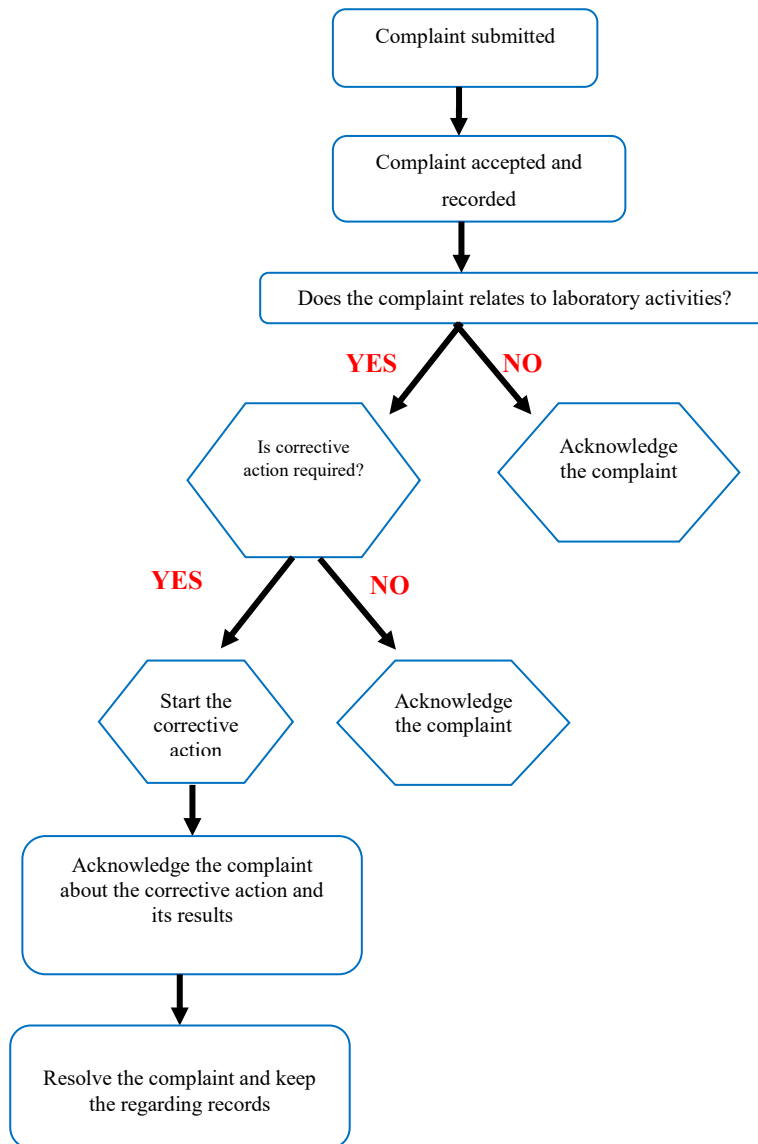 Complaint submitted
Complaint accepted and
recorded
Does the complaint relates to laboratory activities?
YES
NO
Is corrective
action required?
Acknowledge
the complaint
YES
NO
Start the
corrective
action
Acknowledge
the complaint
Acknowledge the complaint
about the corrective action and
its results
Resolve the complaint and keep
the regarding records